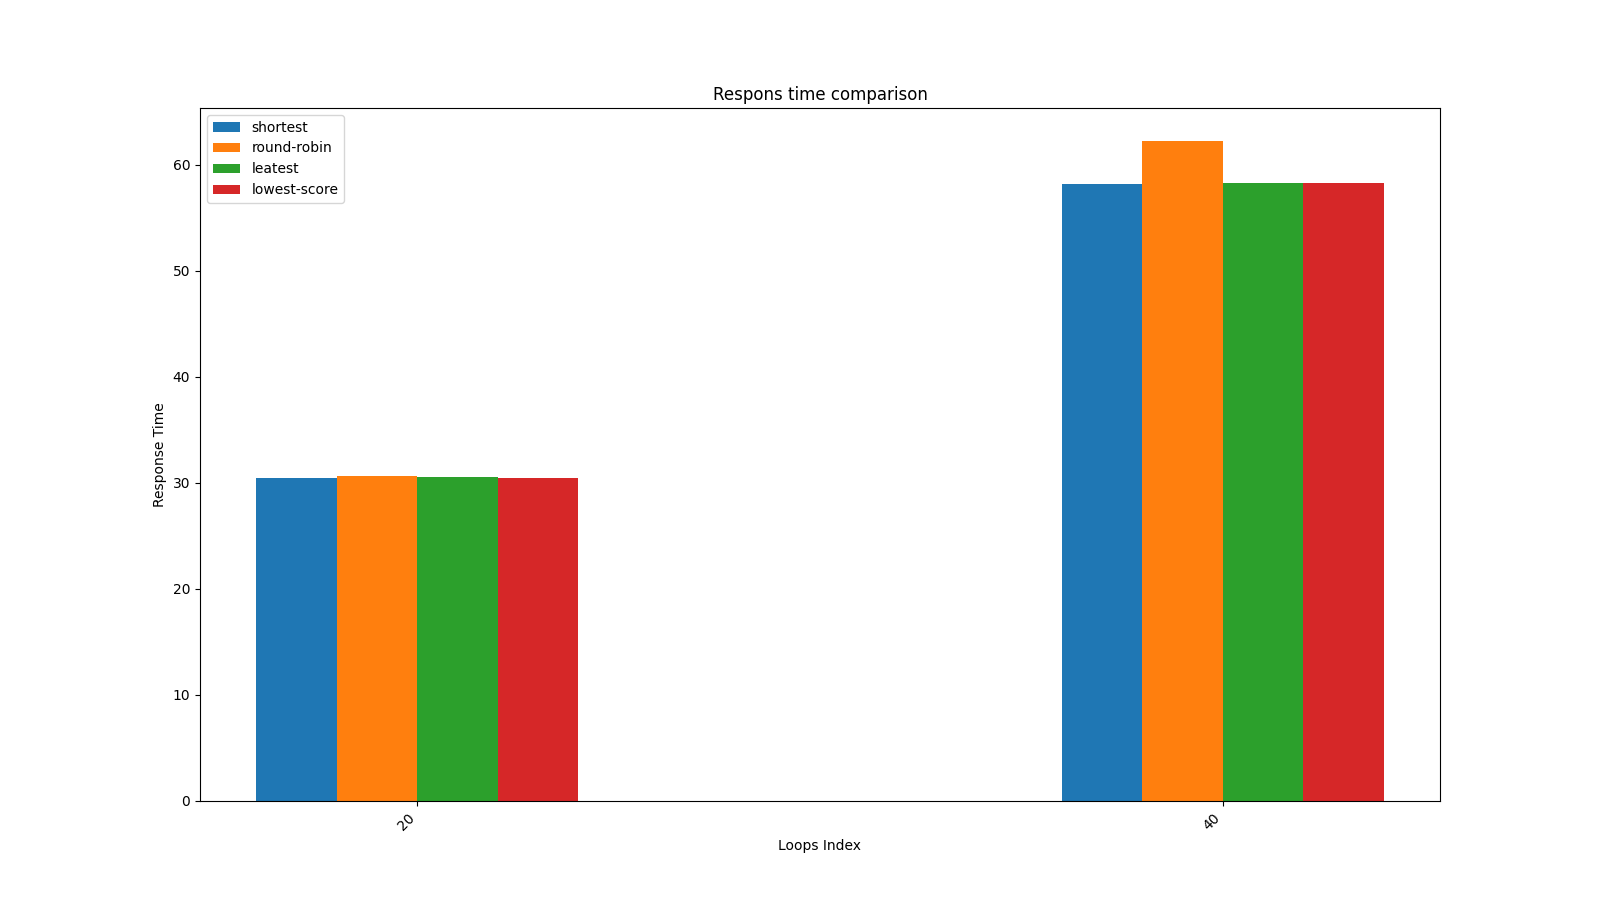 Respons time comparison
shortest
round-robin
leatest
lowest-score
60
50
40
30
20
10
0
Response Time
20
40
Loops Index